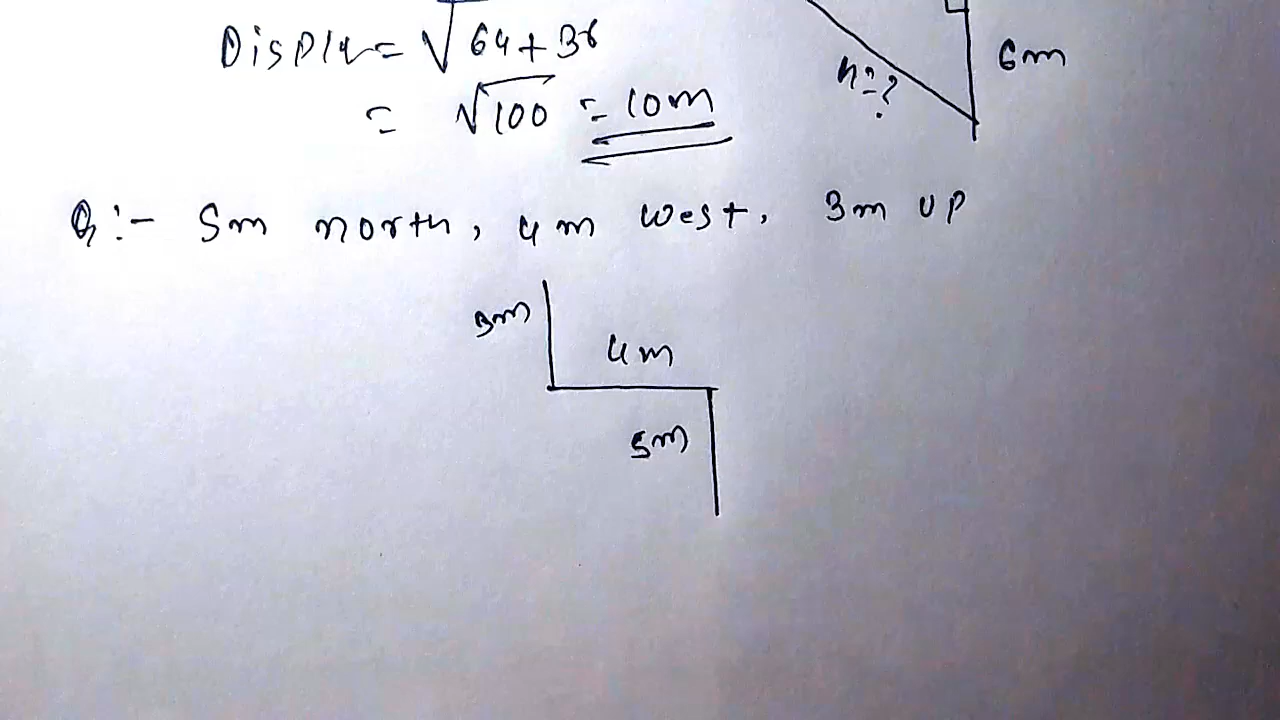 Displ = √64+36
6m
h=?
= √100 = 10m
Q:- 5m north, 4m west, 3m up
3m
4m
5m